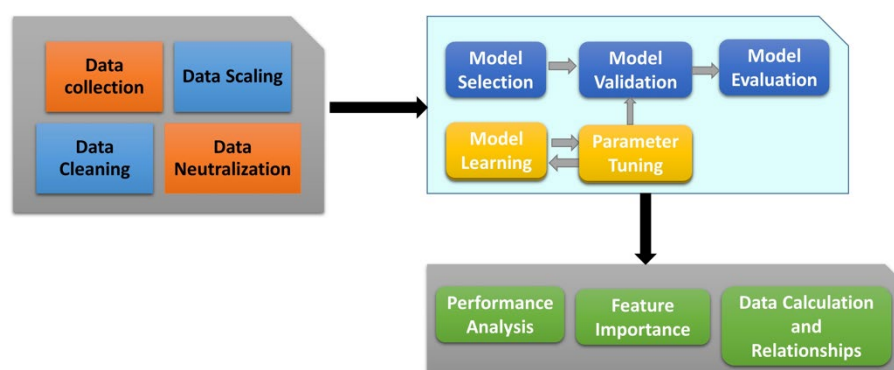 Data
collection
Data Scaling
Data
Cleaning
Data
Neutralization
Model
Selection
Model
Validation
Model
Evaluation
Model
Learning
Parameter
Tuning
Performance
Analysis
Feature
Importance
Data Calculation
and
Relationships